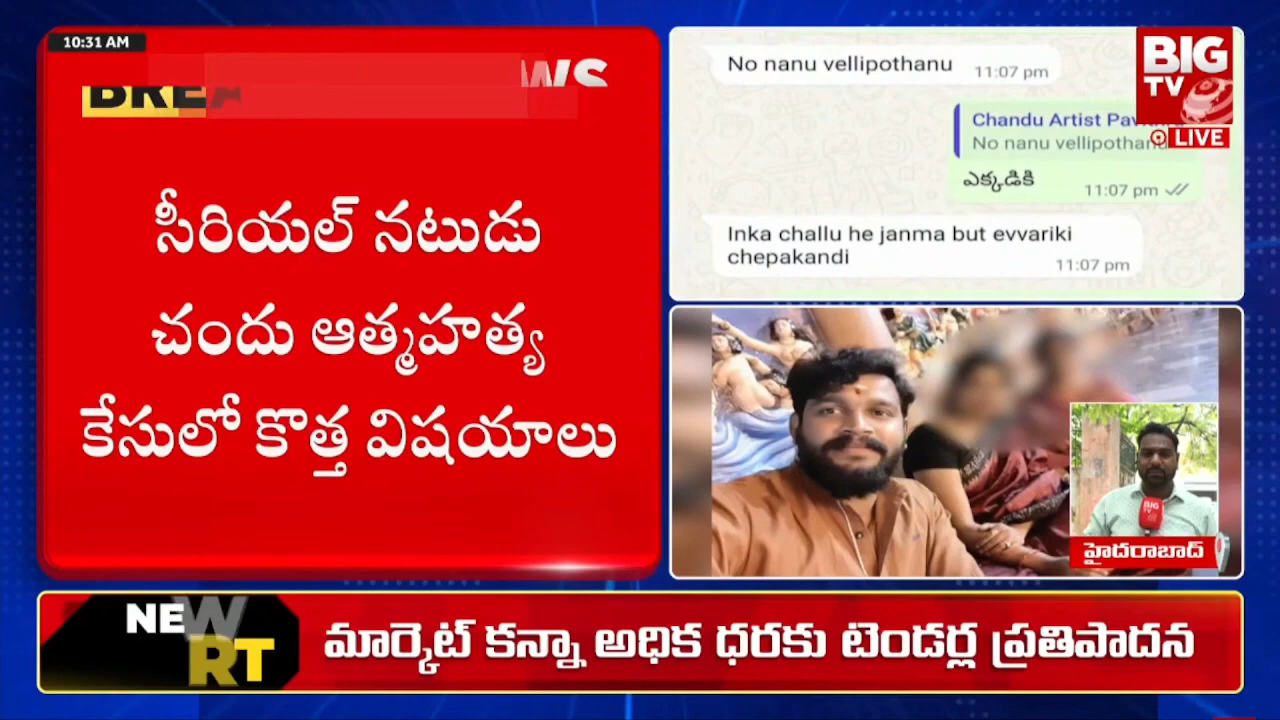 10:31 AM
సీరియల్ నటుడు
చందు ఆత్మహత్య
కేసులో కొత్త విషయాలు
No nanu vellipothanu
11:07 pm
Chandu Artist
No nanu vellipothanu
ఎక్కడికి
11:07 pm
Inka challu he janma but evvariki
chepakandi
11:07 pm
BIG
TV
LIVE
BIG
TV
హైదరాబాద్
మార్కెట్ కన్నా అధిక ధరకు టెండర్ల ప్రతిపాదన